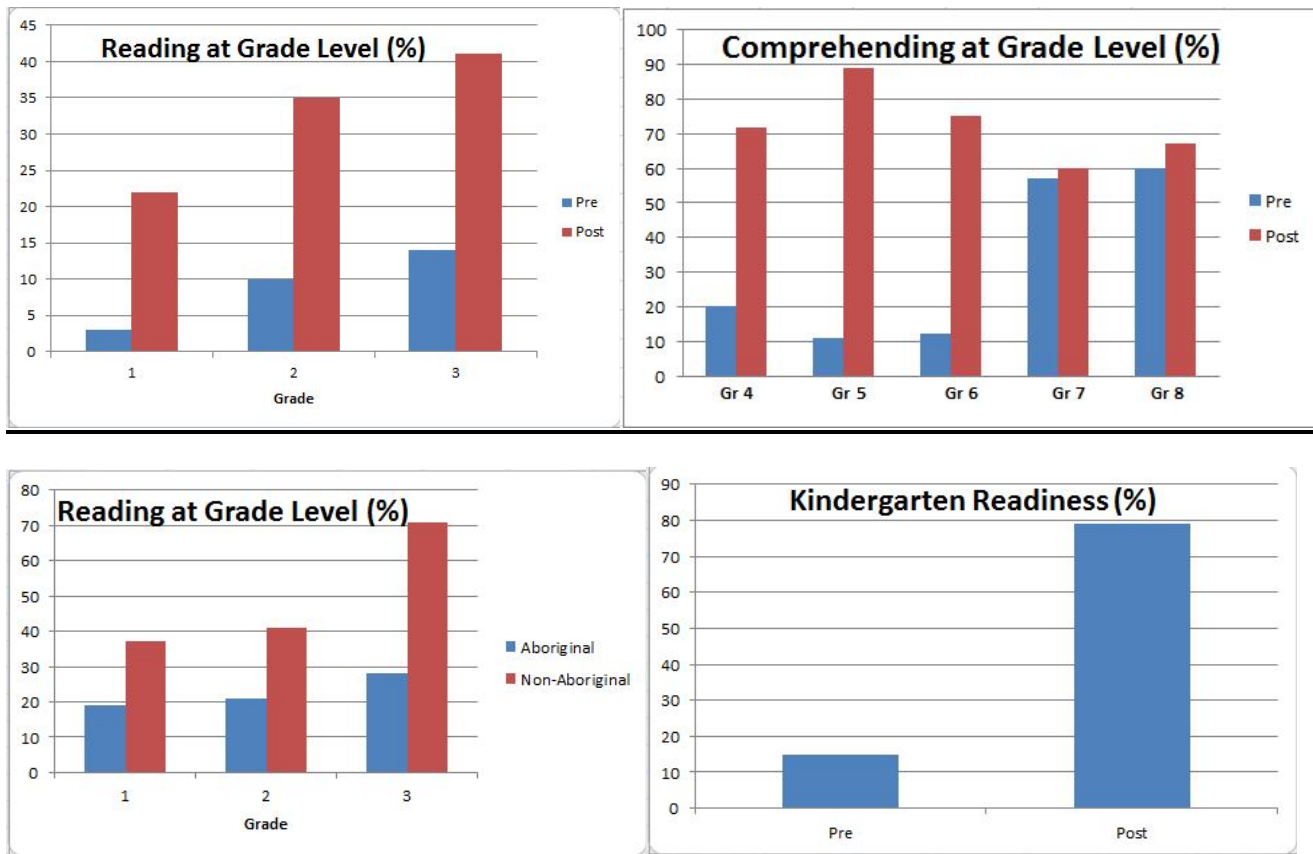 Reading at Grade Level (%)
45
40
35
30
25
20
15
10
5
0
1 2 3
Grade
Pre
Post
Comprehending at Grade Level (%)
100
90
80
70
60
50
40
30
20
10
0
Gr 4 Gr 5 Gr 6 Gr 7 Gr 8
Pre
Post
Reading at Grade Level (%)
80
70
60
50
40
30
20
10
0
1 2 3
Grade
Aboriginal
Non-Aboriginal
Kindergarten Readiness (%)
90
80
70
60
50
40
30
20
10
0
Pre Post